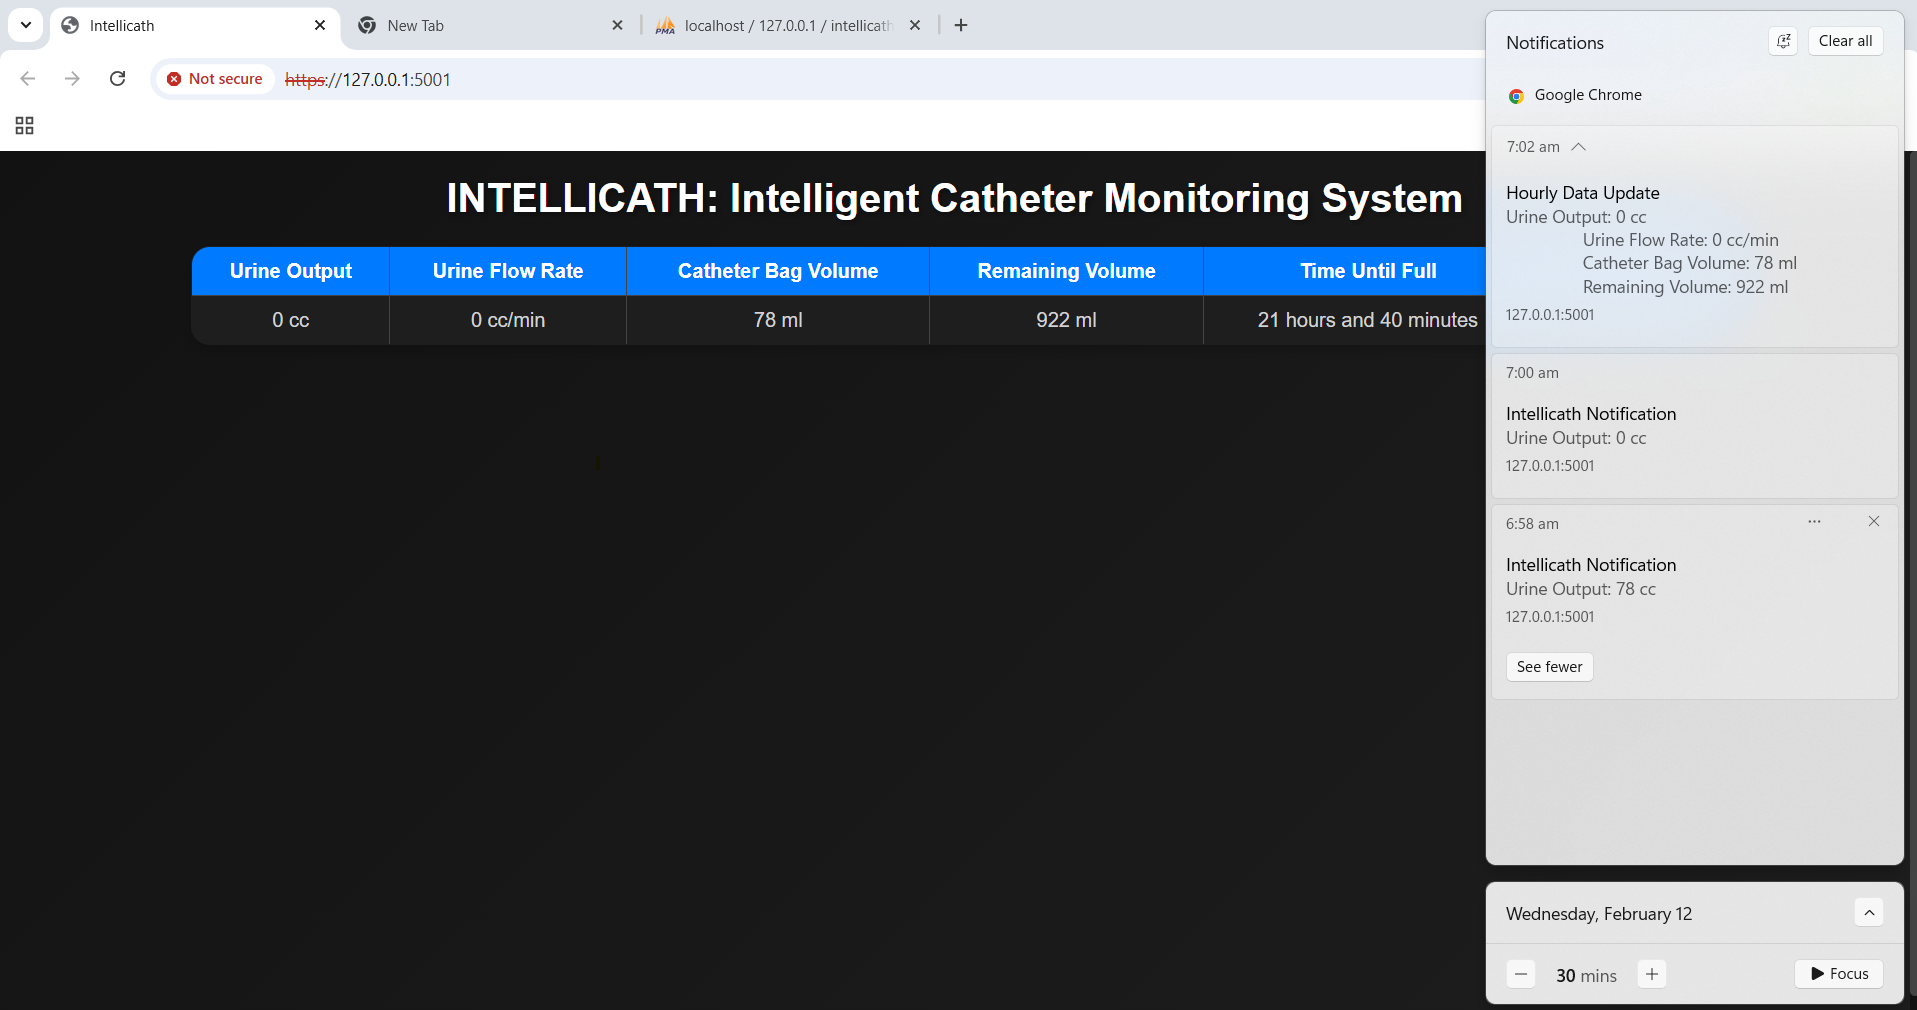 Intellicath
New Tab
localhost / 127.0.0.1 / intellicath
Not secure
https://127.0.0.1:5001
INTELLICATH: Intelligent Catheter Monitoring System
Urine Output Urine Flow Rate Catheter Bag Volume Remaining Volume Time Until Full
0 cc 0 cc/min 78 ml 922 ml 21 hours and 40 minutes
Notifications
Clear all
Google Chrome
7:02 am
Hourly Data Update
Urine Output: 0 cc
Urine Flow Rate: 0 cc/min
Catheter Bag Volume: 78 ml
Remaining Volume: 922 ml
127.0.0.1:5001
7:00 am
Intellicath Notification
Urine Output: 0 cc
127.0.0.1:5001
6:58 am
Intellicath Notification
Urine Output: 78 cc
127.0.0.1:5001
See fewer
Wednesday, February 12
30 mins
Focus